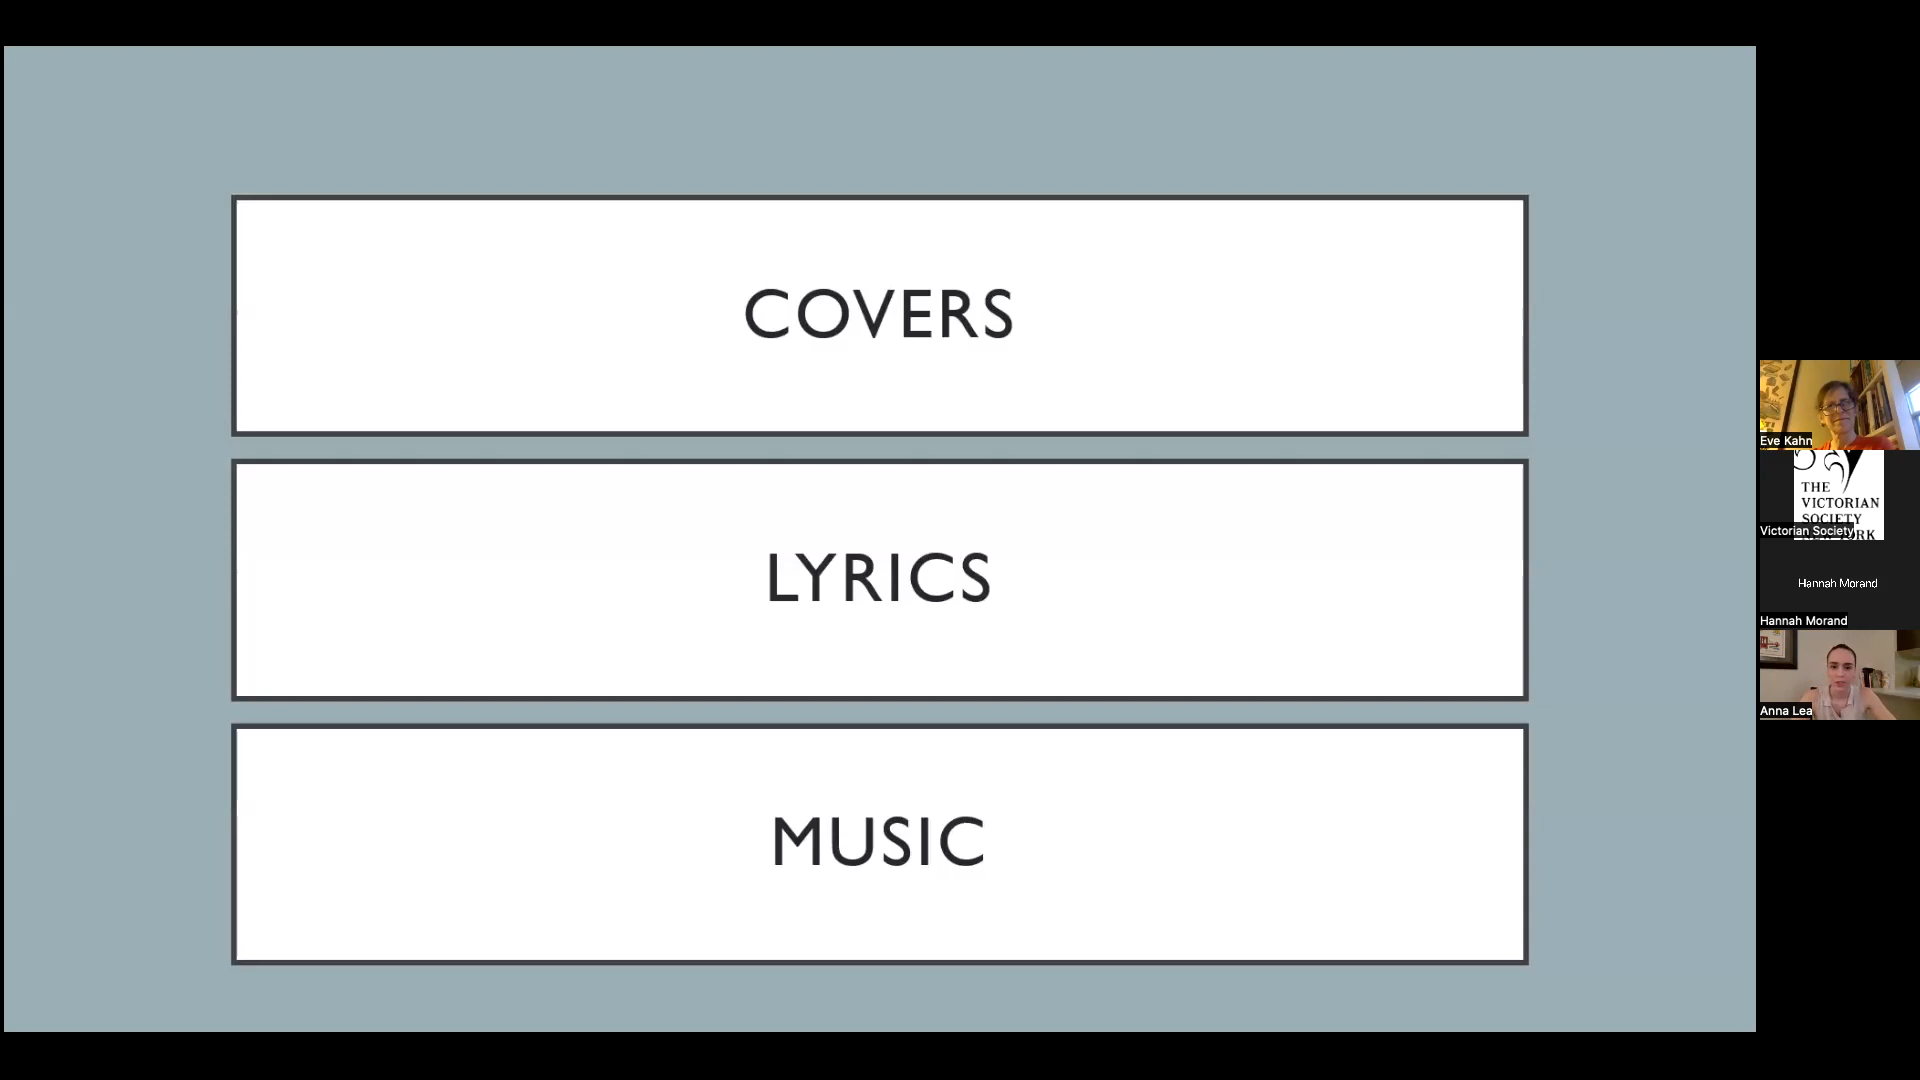 COVERS
LYRICS
MUSIC
Eve Kahn
THE
VICTORIAN
SOCIETY
Victorian Society
Hannah Morand
Hannah Morand
Anna Lea